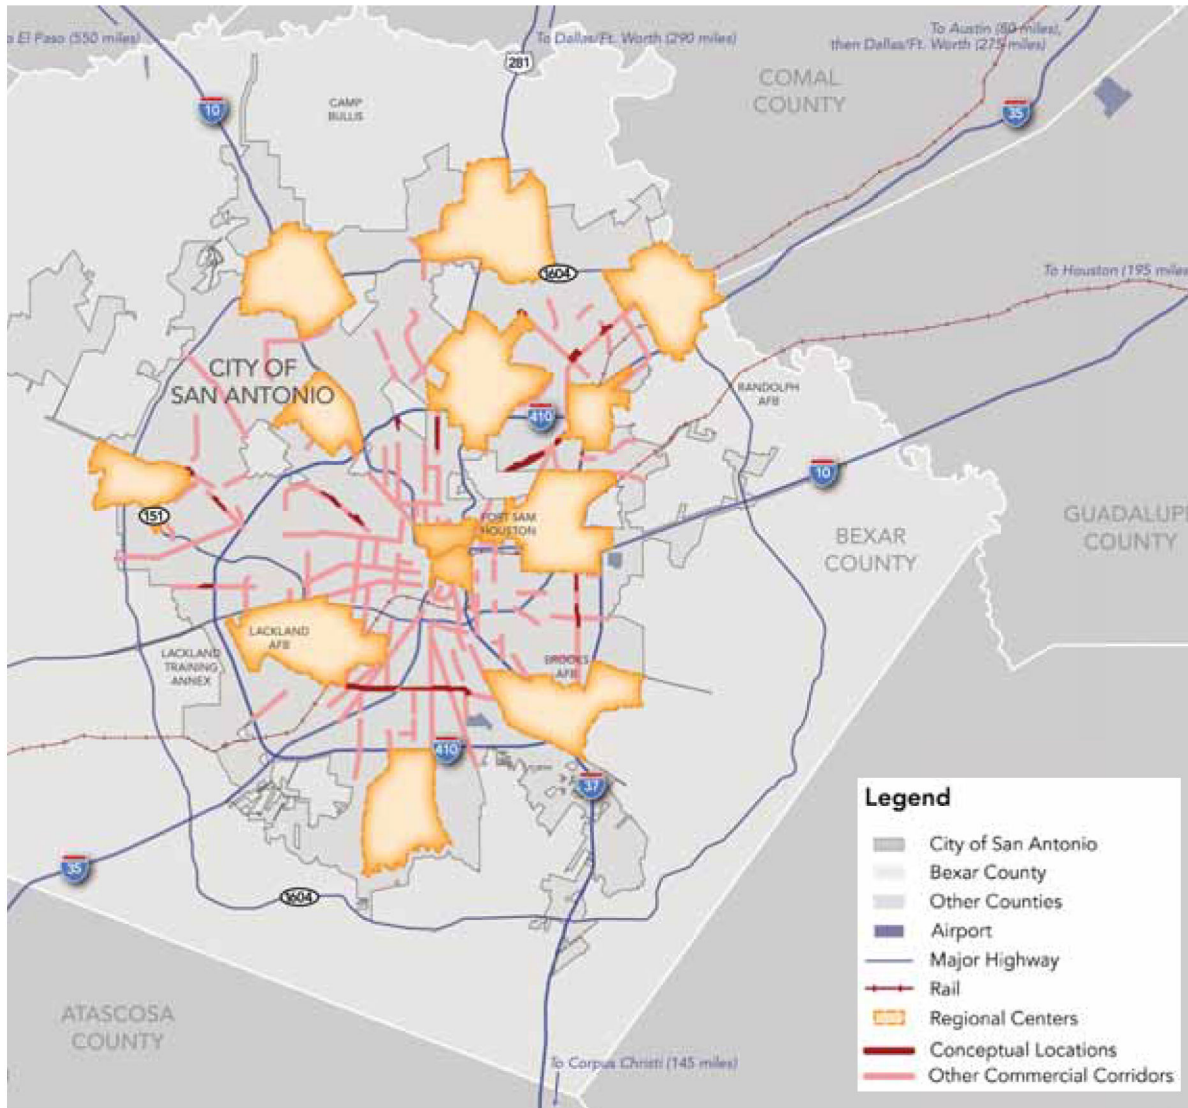 o El Paso (550 miles)
To Dallas/Ft. Worth (290 miles)
To Austin (80 miles),
then Dallas/Ft. Worth (275 miles)
281
COMAL
COUNTY
CAMP
BULLIS
10
35
1604
To Houston (195 miles
CITY OF
SAN ANTONIO
RANDOLPH
AFB
410
10
151
FORT SAM
HOUSTON
BEXAR
COUNTY
GUADALUPE
COUNTY
LACKLAND
AFB
LACKLAND
TRAINING
ANNEX
BROOKS
AFB
410
37
35
1604
ATASCOSA
COUNTY
To Corpus Christi (145 miles)
Legend
City of San Antonio
Bexar County
Other Counties
Airport
Major Highway
Rail
Regional Centers
Conceptual Locations
Other Commercial Corridors